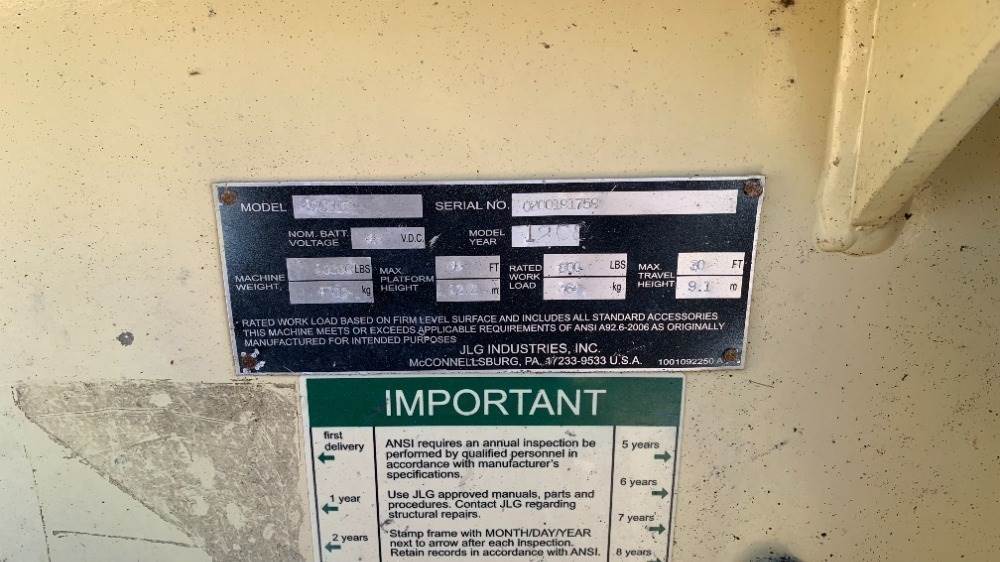 MODEL
SERIAL NO. 0200181758
NOM. BATT. VOLTAGE V.D.C.
MODEL YEAR
MACHINE WEIGHT LBS kg
MAX. PLATFORM HEIGHT FT m
RATED WORK LOAD LBS kg
MAX. TRAVEL HEIGHT 30 FT 9.1 m
RATED WORK LOAD BASED ON FIRM LEVEL SURFACE AND INCLUDES ALL STANDARD ACCESSORIES
THIS MACHINE MEETS OR EXCEEDS APPLICABLE REQUIREMENTS OF ANSI A92.6-2006 AS ORIGINALLY
MANUFACTURED FOR INTENDED PURPOSES
JLG INDUSTRIES, INC.
McCONNELLSBURG, PA. 17233-9533 U.S.A.
1001092250 A
IMPORTANT
first
delivery
1 year
2 years
ANSI requires an annual inspection be
performed by qualified personnel in
accordance with manufacturer's
specifications.
Use JLG approved manuals, parts and
procedures. Contact JLG regarding
structural repairs.
Stamp frame with MONTH/DAY/YEAR
next to arrow after each Inspection.
Retain records in accordance with ANSI.
5 years
6 years
7 years
8 years